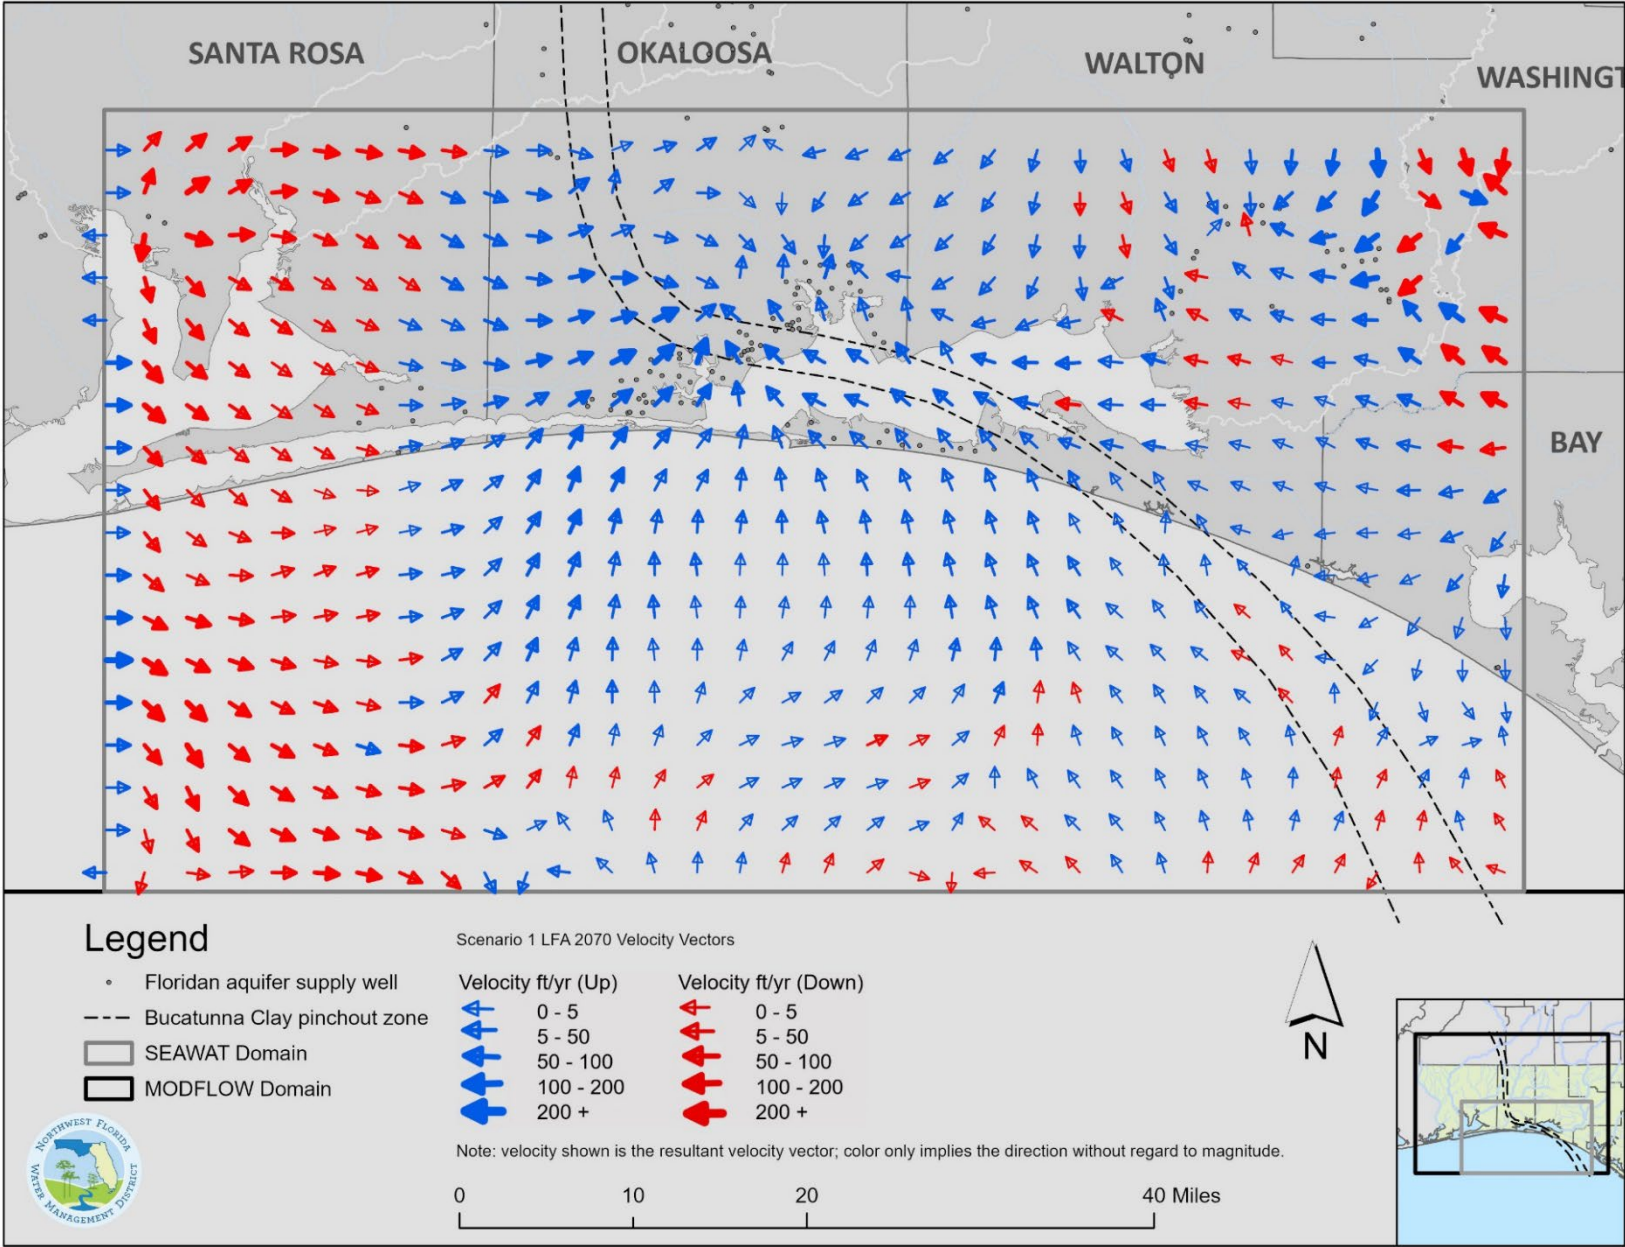 SANTA ROSA
OKALOOSA
WALTON
WASHINGT
BAY
Legend
Floridan aquifer supply well
Bucatunna Clay pinchout zone
SEAWAT Domain
MODFLOW Domain
Scenario 1 LFA 2070 Velocity Vectors
Velocity ft/yr (Up)
0 - 5
5 - 50
50 - 100
100 - 200
200 +
Velocity ft/yr (Down)
0 - 5
5 - 50
50 - 100
100 - 200
200 +
Note: velocity shown is the resultant velocity vector; color only implies the direction without regard to magnitude.
0 10 20 40 Miles
N
NORTHWEST FLORIDA
WATER MANAGEMENT DISTRICT